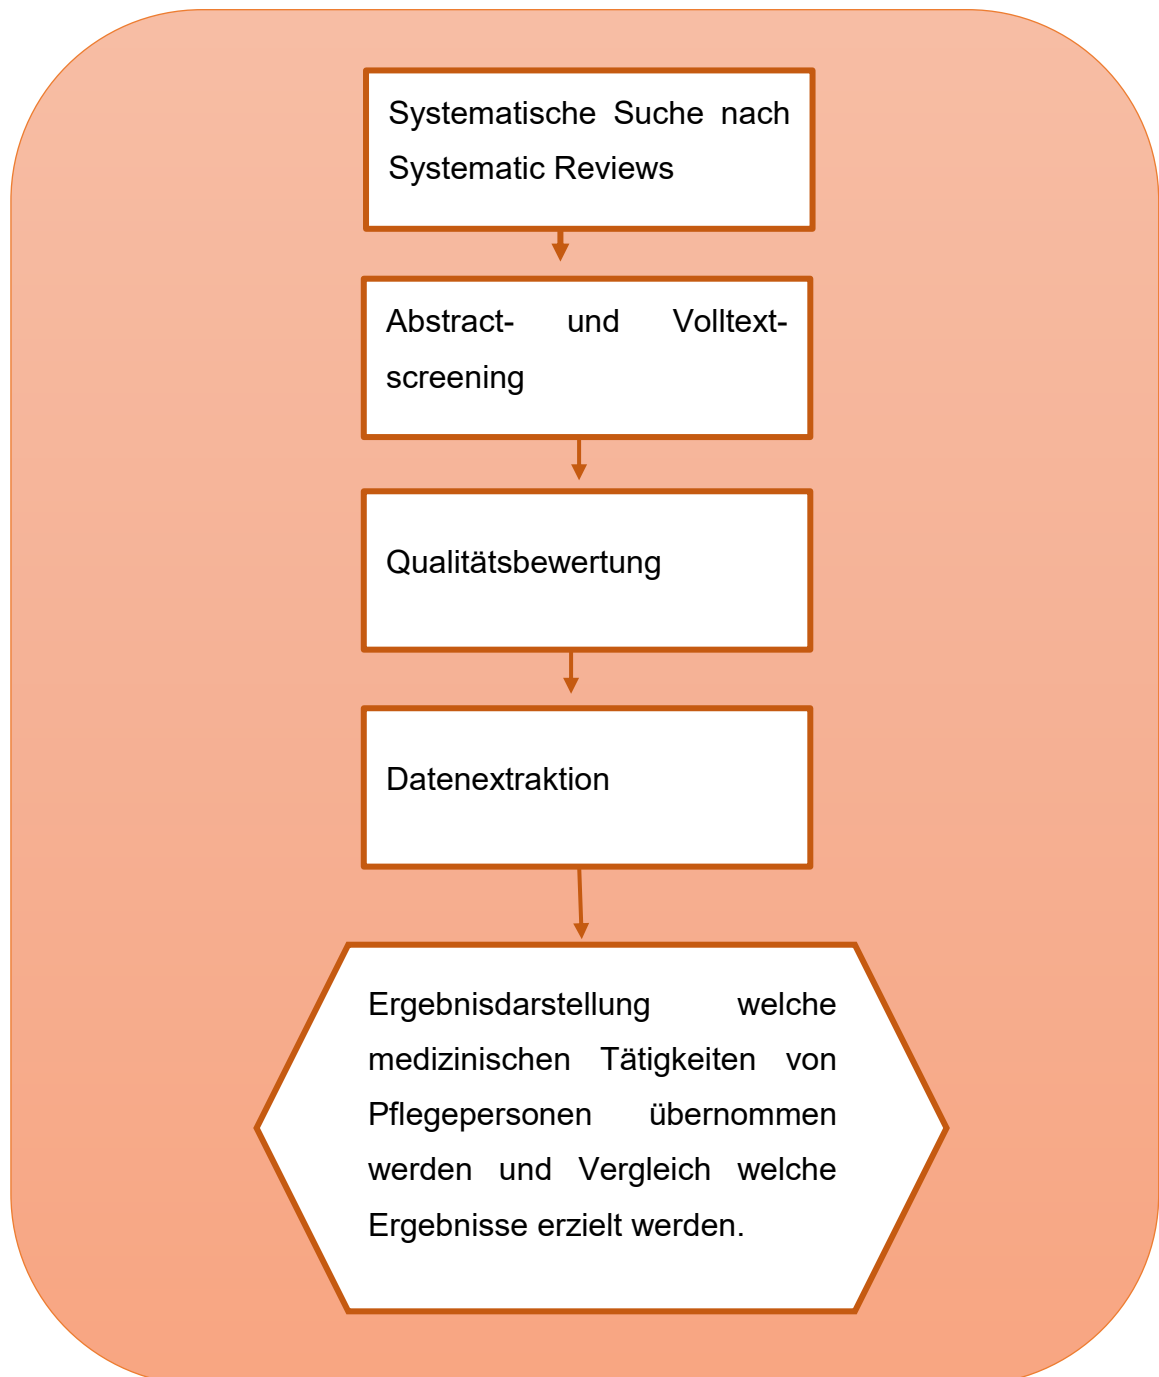 Systematische Suche nach
Systematic Reviews
Abstract- und Volltext-
screening
Qualitätsbewertung
Datenextraktion
Ergebnisdarstellung welche
medizinischen Tätigkeiten von
Pflegepersonen übernommen
werden und Vergleich welche
Ergebnisse erzielt werden.